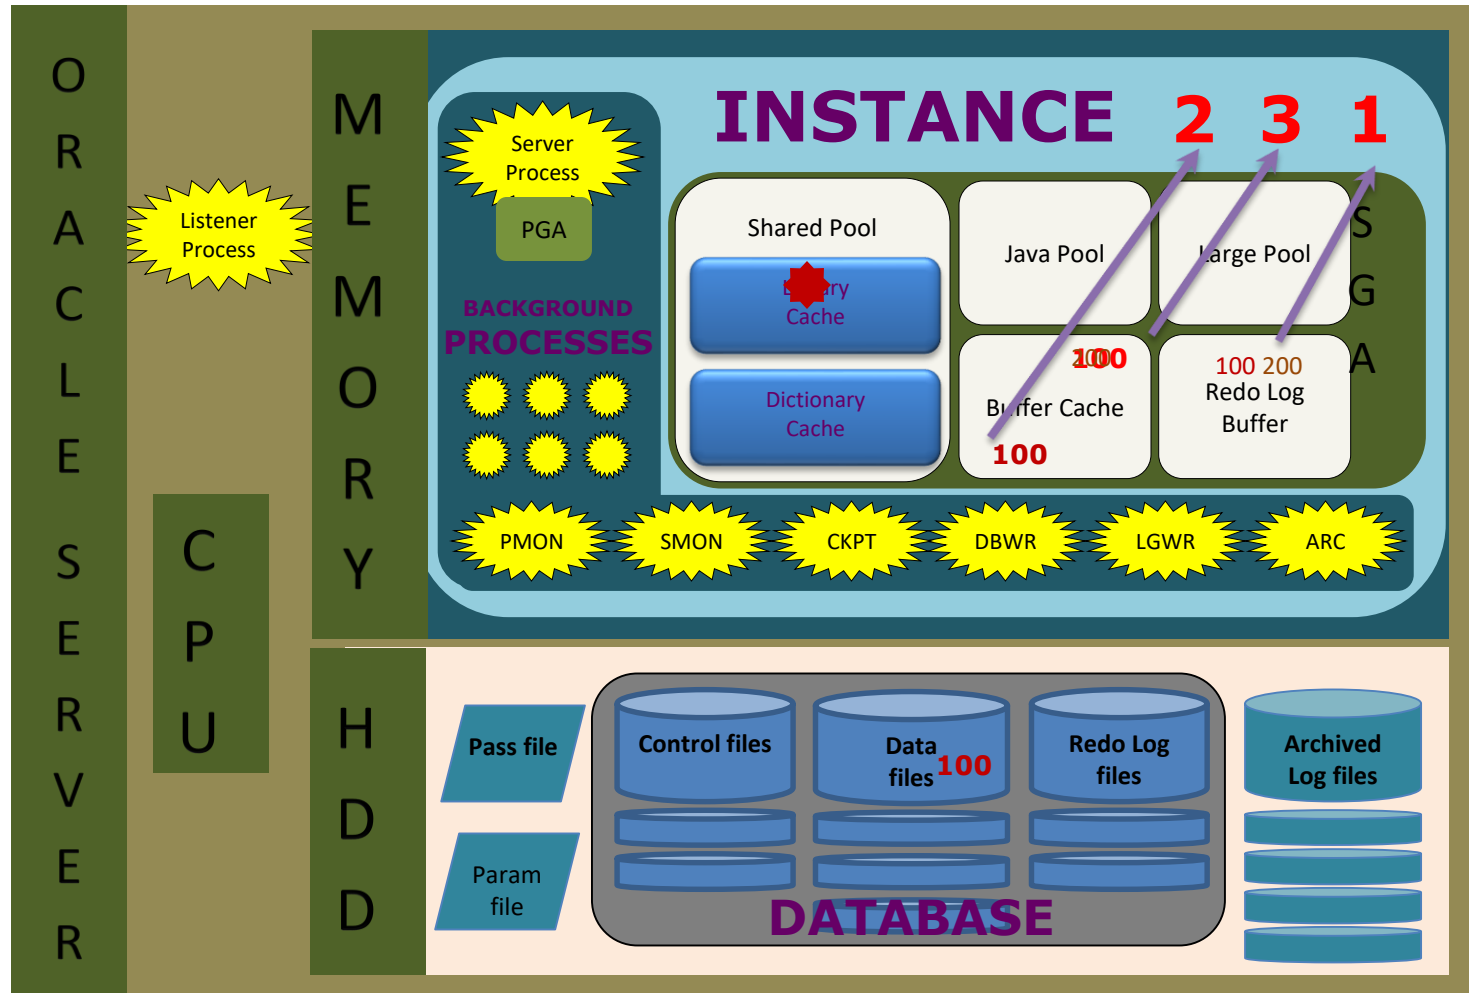 ORACLE SERVER
Listener
Process
CPU
MEMORY
INSTANCE 2 3 1
Server
Process
PGA
BACKGROUND
PROCESSES
Shared Pool
Cache
Dictionary
Cache
Java Pool
Large Pool
SGA
100
Buffer Cache
100
100 200
Redo Log
Buffer
PMON
SMON
CKPT
DBWR
LGWR
ARC
HDD
Pass file
Param
file
Control files
Data
files 100
Redo Log
files
DATABASE
Archived
Log files